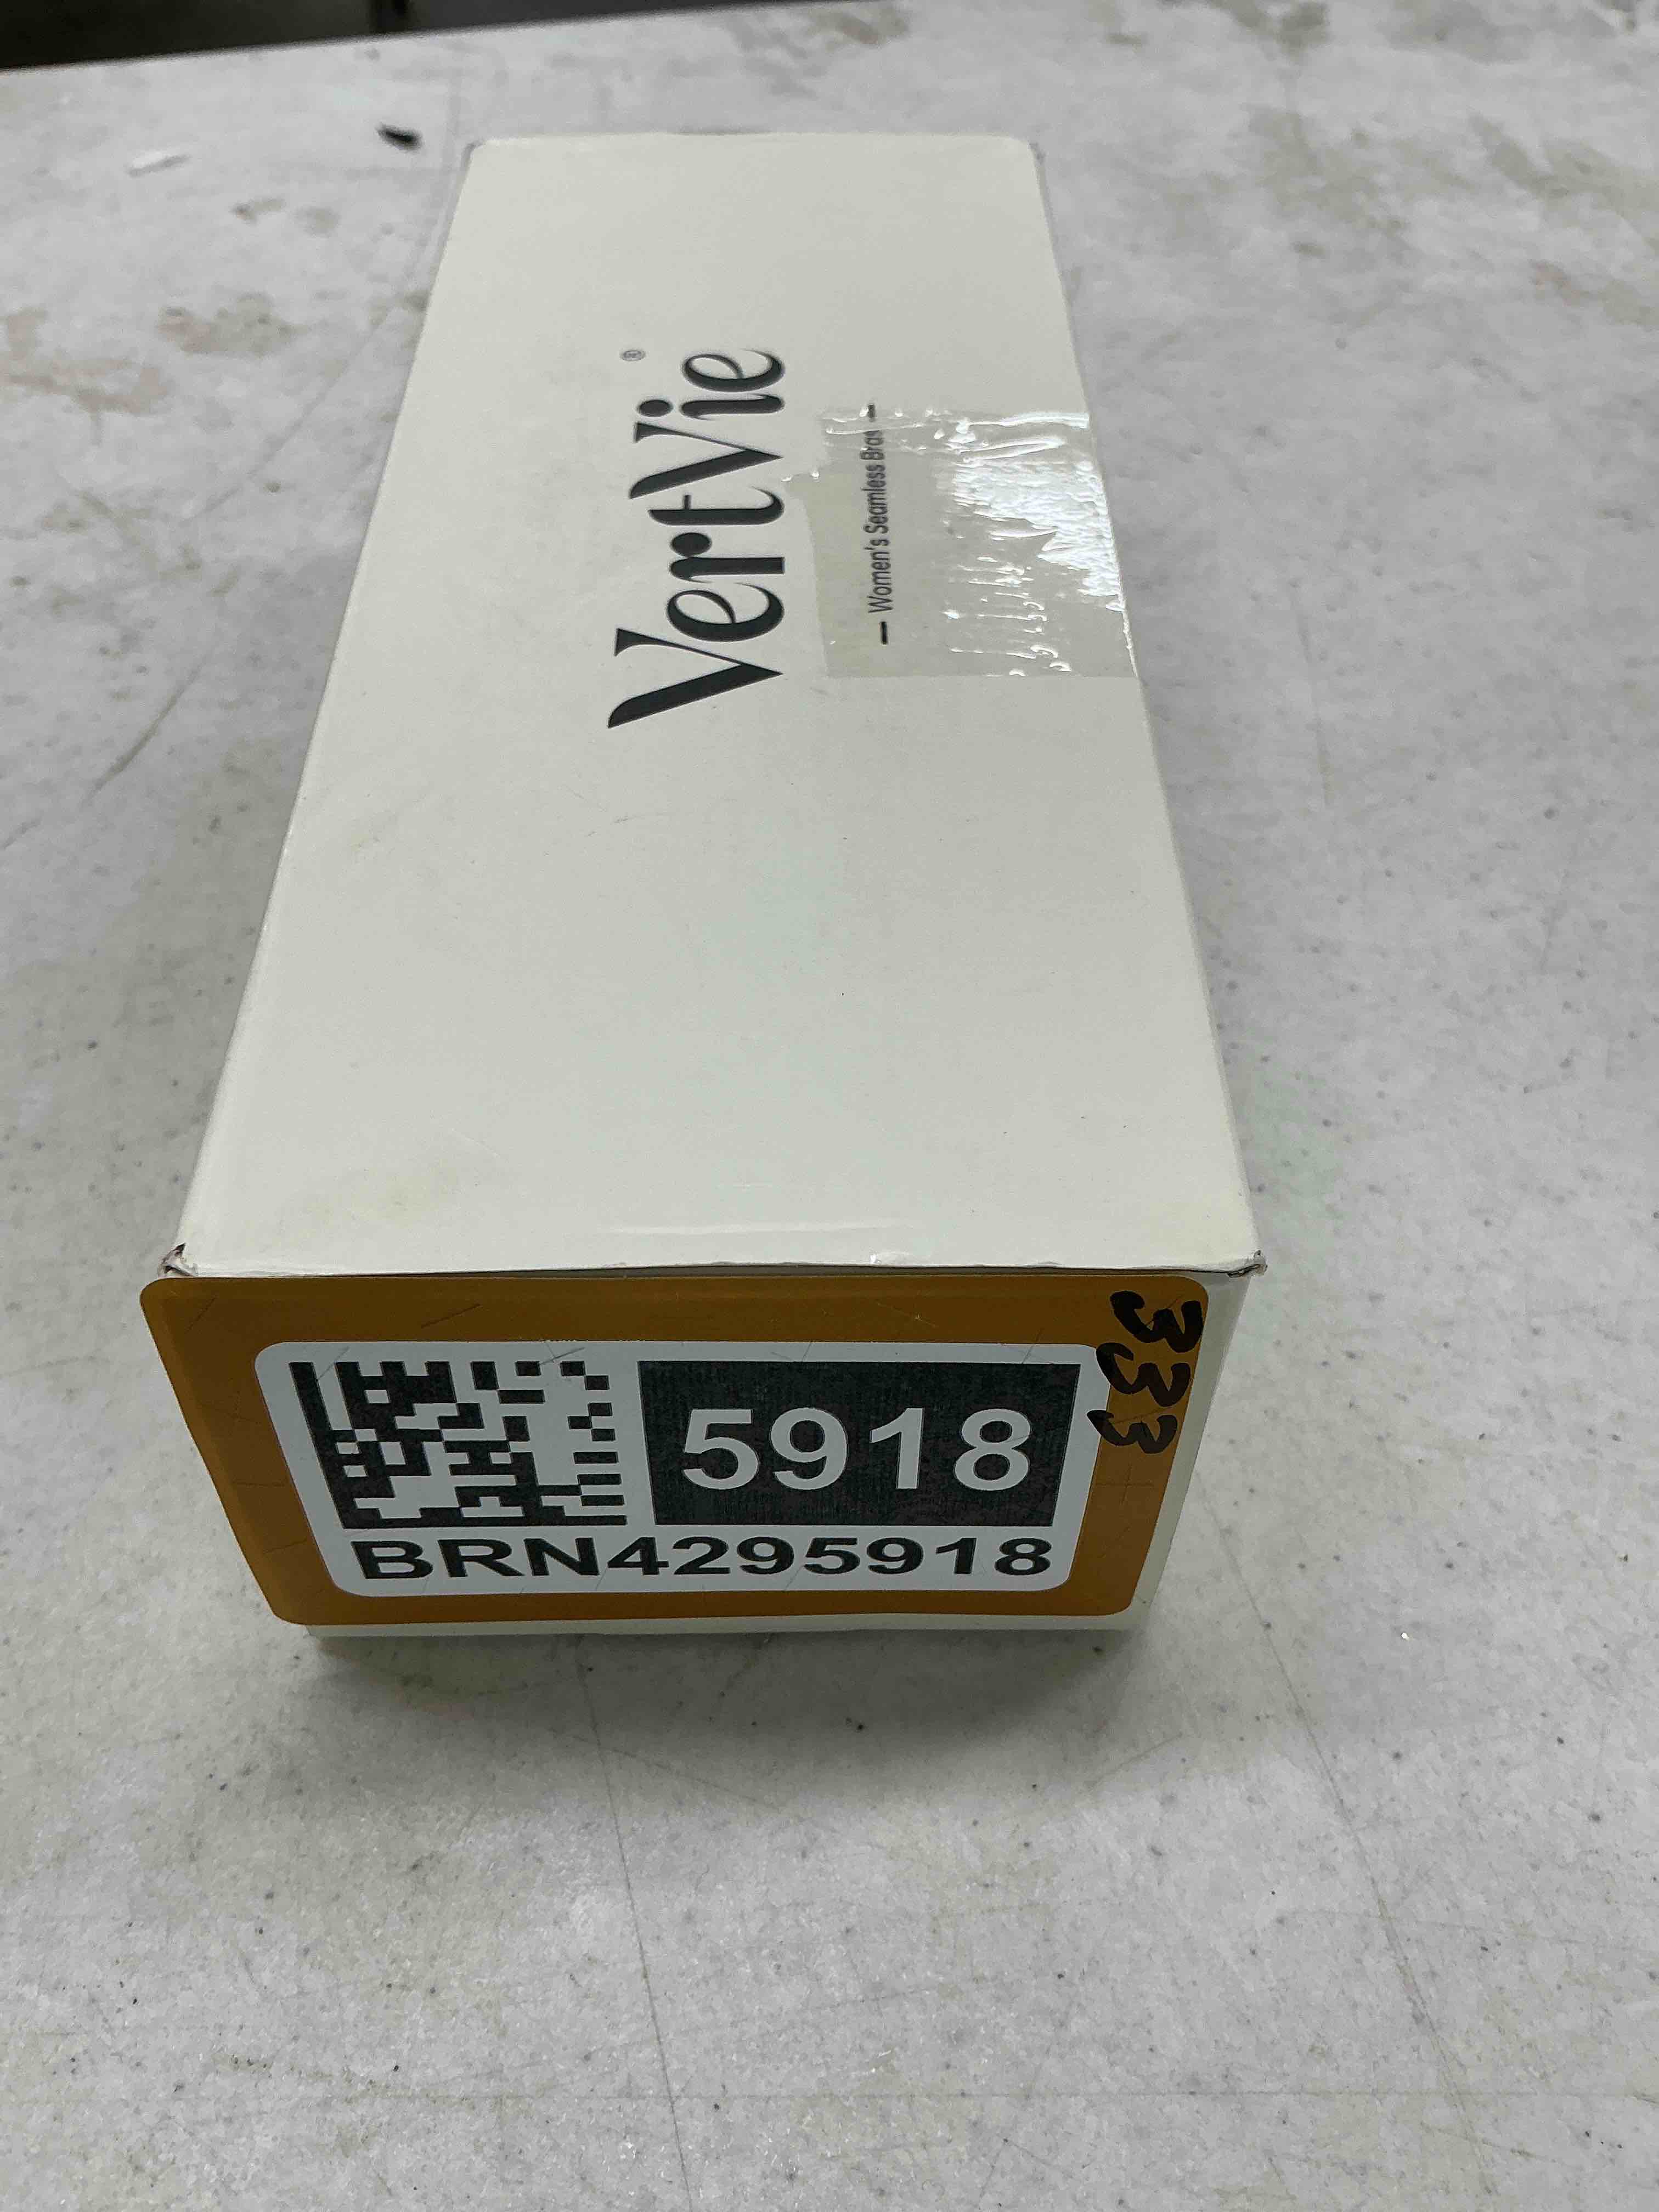 VertVie®
— Women's Seamless Bras —
333
5918
BRN4295918